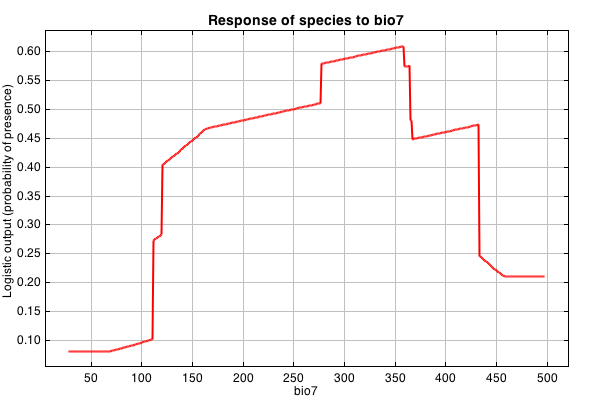 Response of species to bio7
Logistic output (probability of presence)
0.60
0.55
0.50
0.45
0.40
0.35
0.30
0.25
0.20
0.15
0.10
50 100 150 200 250 300 350 400 450 500
bio7